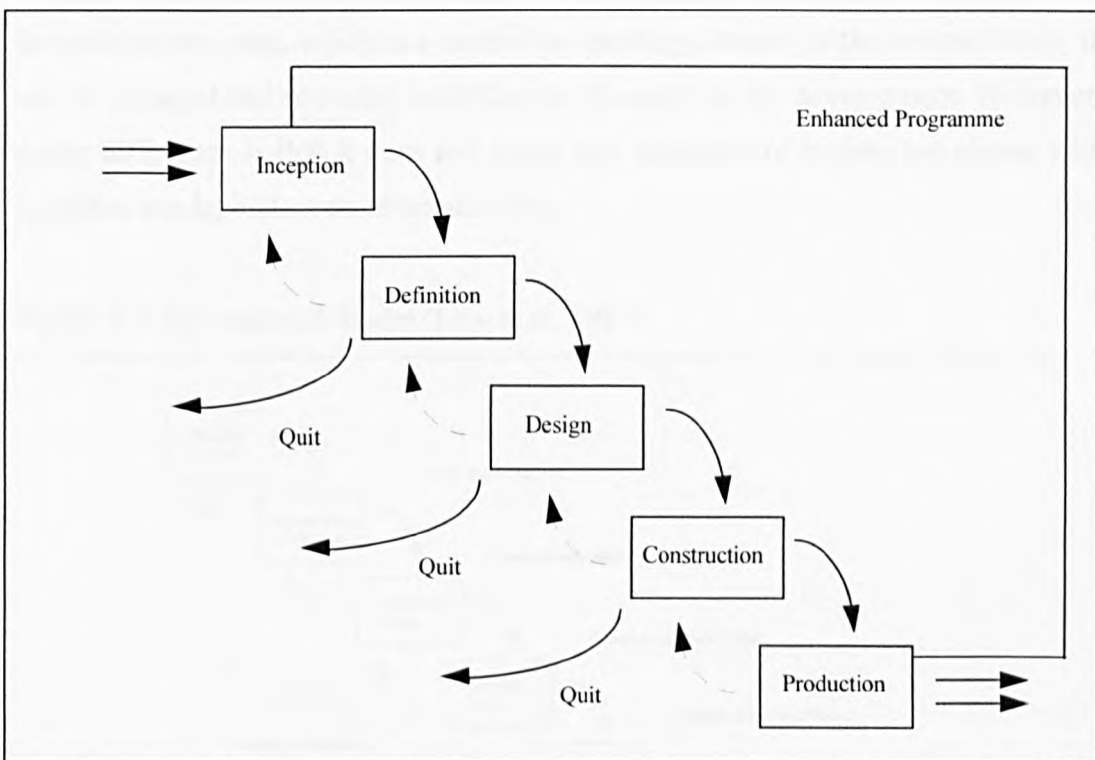 Enhanced Programme
Inception
Definition
Quit
Design
Quit
Construction
Quit
Production